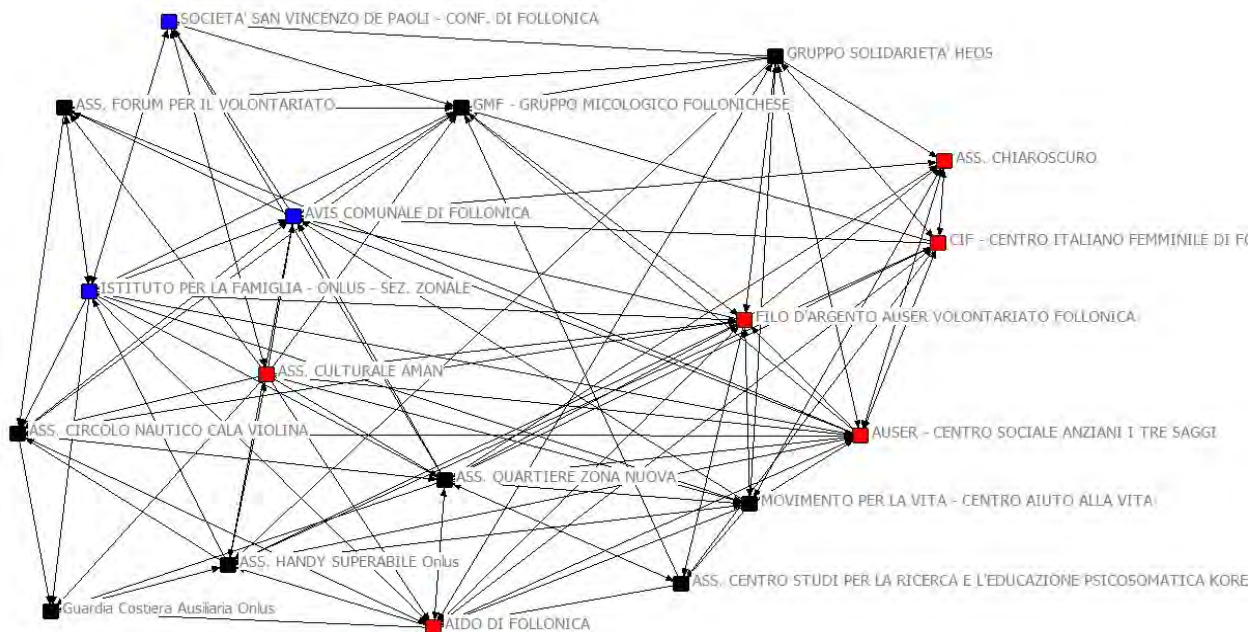 SOCIETA' SAN VINCENZO DE PAOLI - CONF. DI FOLLONICA
GRUPPO SOLIDARIETA' HEOS
ASS. FORUM PER IL VOLONTARIATO
GMF - GRUPPO MICOLOGICO FOLLONICHESE
ASS. CHIAROSCURO
AVIS COMUNALE DI FOLLONICA
CIF - CENTRO ITALIANO FEMMINILE DI FO
ISTITUTO PER LA FAMIGLIA - ONLUS - SEZ. ZONALE
FILO D'ARGENTO AUSER VOLONTARIATO FOLLONICA
ASS. CULTURALE AMAN
ASS. CIRCOLO NAUTICO CALA VIOLINA
AUSER - CENTRO SOCIALE ANZIANI I TRE SAGGI
ASS. QUARTIERE ZONA NUOVA
MOVIMENTO PER LA VITA - CENTRO AIUTO ALLA VITA
ASS. HANDY SUPERABILE Onlus
ASS. CENTRO STUDI PER LA RICERCA E L'EDUCAZIONE PSICOSOMATICA KORE
Guardia Costiera Ausiliaria Onlus
AIDO DI FOLLONICA